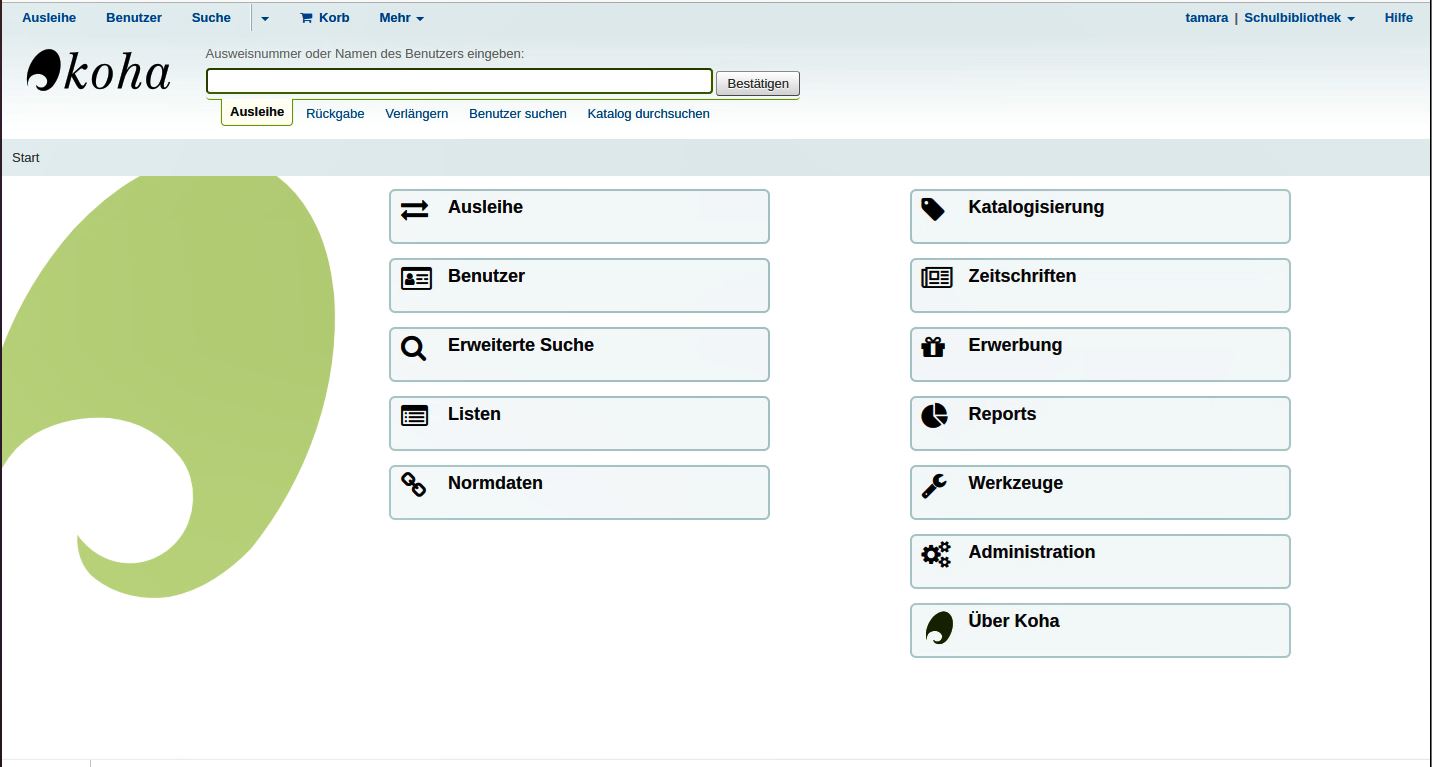 Ausleihe Benutzer Suche Korb Mehr tamara | Schulbibliothek Hilfe
koha
Ausweisnummer oder Namen des Benutzers eingeben:
Bestätigen
Ausleihe Rückgabe Verlängern Benutzer suchen Katalog durchsuchen
Start
Ausleihe
Benutzer
Erweiterte Suche
Listen
Normdaten
Katalogisierung
Zeitschriften
Erwerbung
Reports
Werkzeuge
Administration
Über Koha